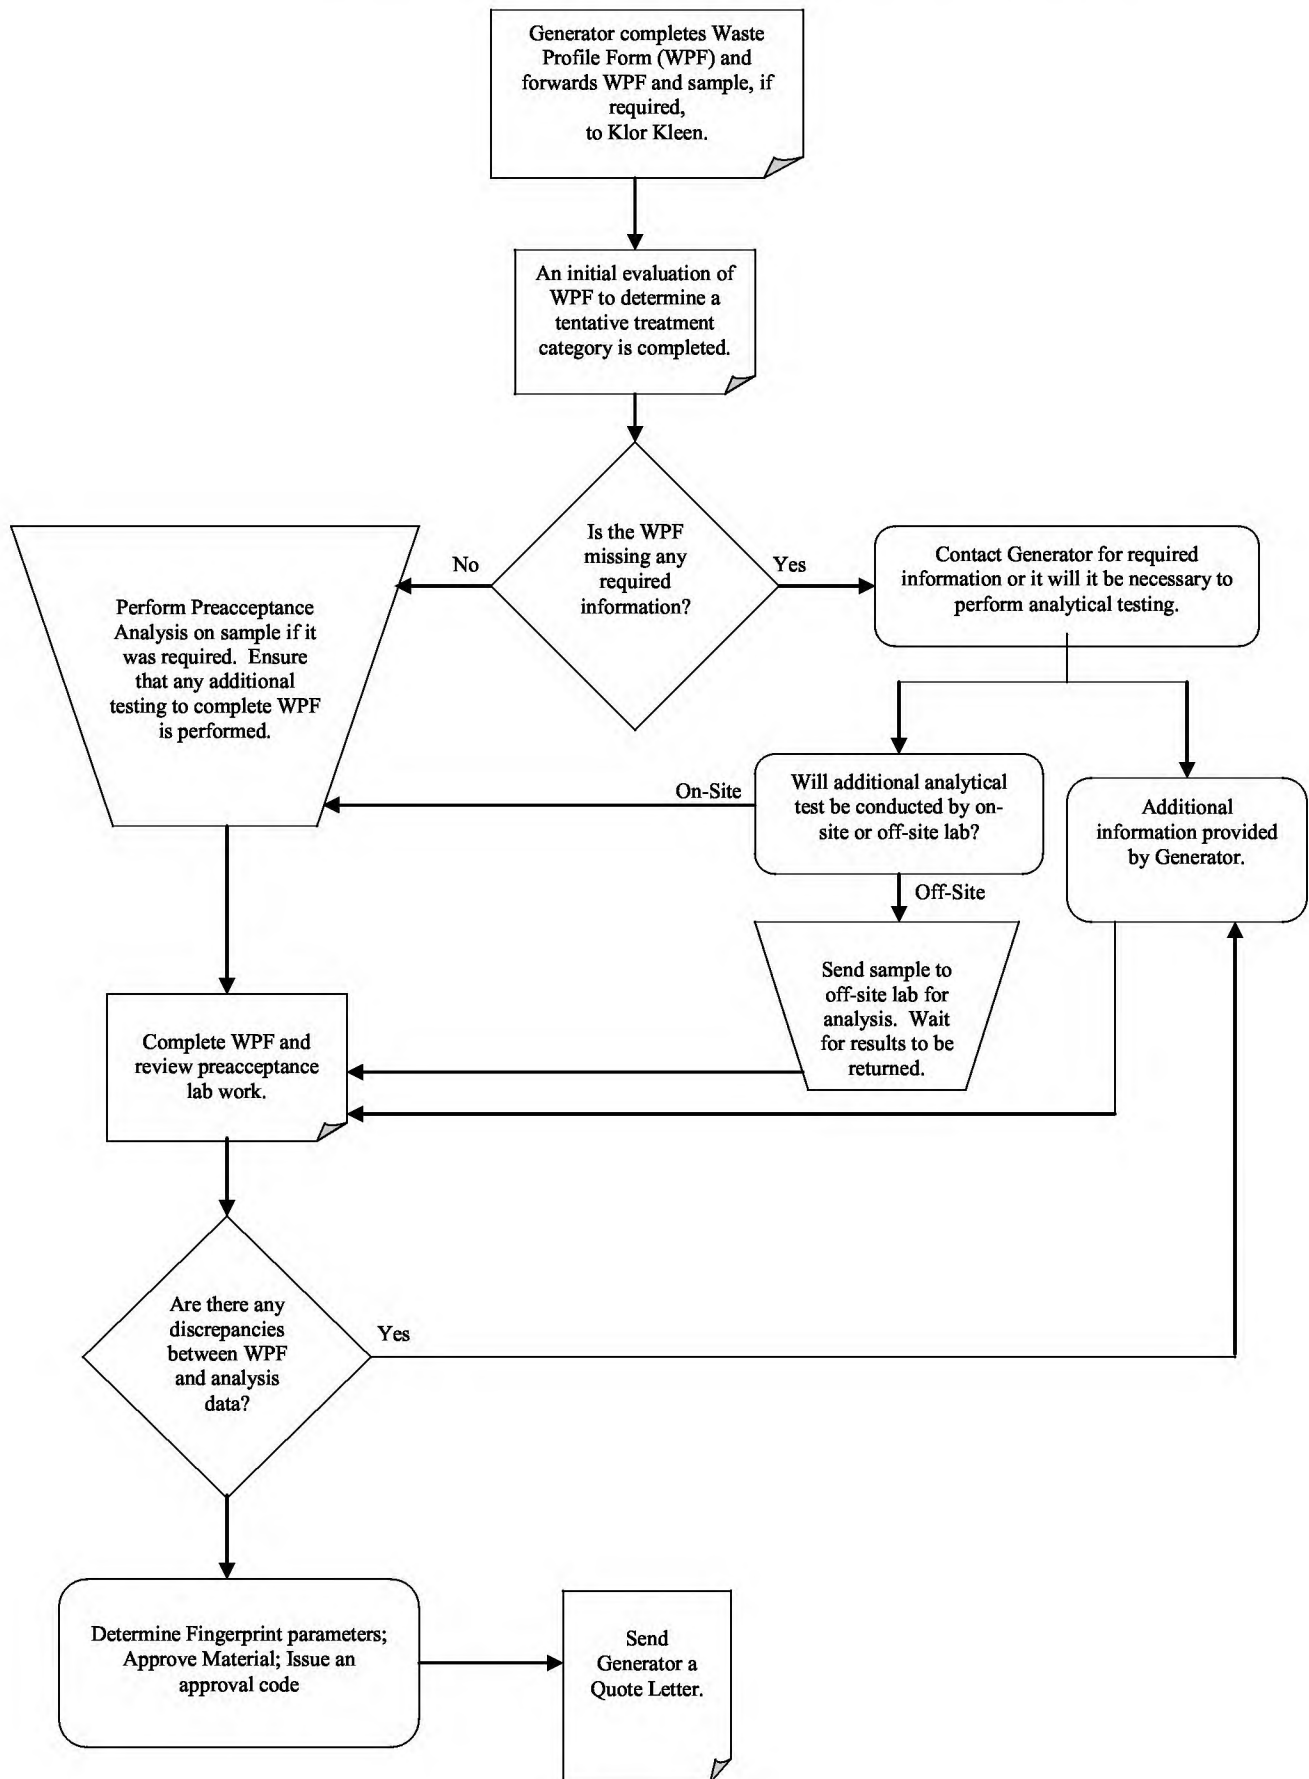 Generator completes Waste
Profile Form (WPF) and
forwards WPF and sample, if
required,
to Klor Kleen.
An initial evaluation of
WPF to determine a
tentative treatment
category is completed.
Is the WPF
missing any
required
information?
No
Yes
Perform Preacceptance
Analysis on sample if it
was required.  Ensure
that any additional
testing to complete WPF
is performed.
Contact Generator for required
information or it will it be necessary to
perform analytical testing.
On-Site
Will additional analytical
test be conducted by on-
site or off-site lab?
Additional
information provided
by Generator.
Off-Site
Send sample to
off-site lab for
analysis.  Wait
for results to be
returned.
Complete WPF and
review preacceptance
lab work.
Are there any
discrepancies
between WPF
and analysis
data?
Yes
Determine Fingerprint parameters;
Approve Material; Issue an
approval code
Send
Generator a
Quote Letter.